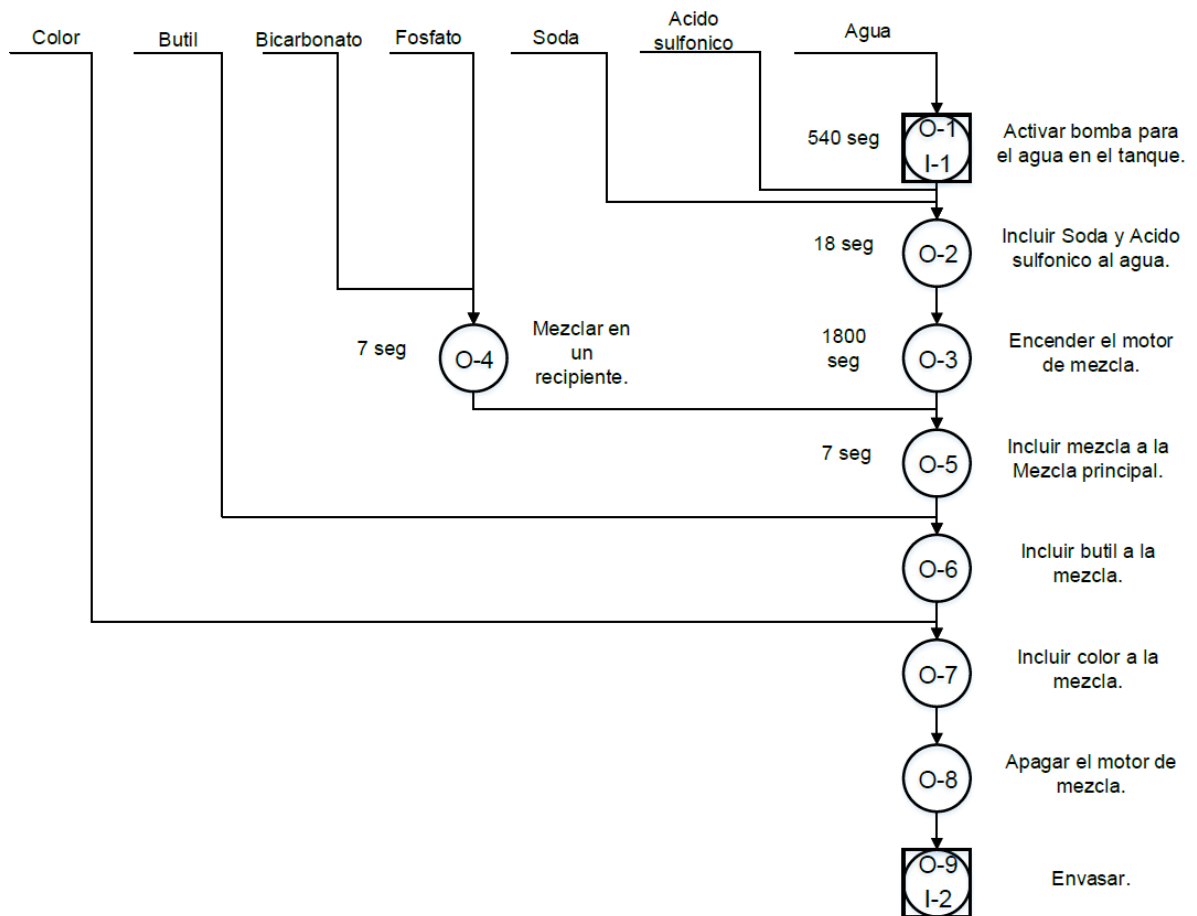 Color
Butil
Bicarbonato
Fosfato
Soda
Acido
sulfonico
Agua
540 seg
O-1
I-1
Activar bomba para
el agua en el tanque.
18 seg
O-2
Incluir Soda y Acido
sulfonico al agua.
7 seg
O-4
Mezclar en
un
recipiente.
1800
seg
O-3
Encender el motor
de mezcla.
7 seg
O-5
Incluir mezcla a la
Mezcla principal.
O-6
Incluir butil a la
mezcla.
O-7
Incluir color a la
mezcla.
O-8
Apagar el motor de
mezcla.
O-9
I-2
Envasar.